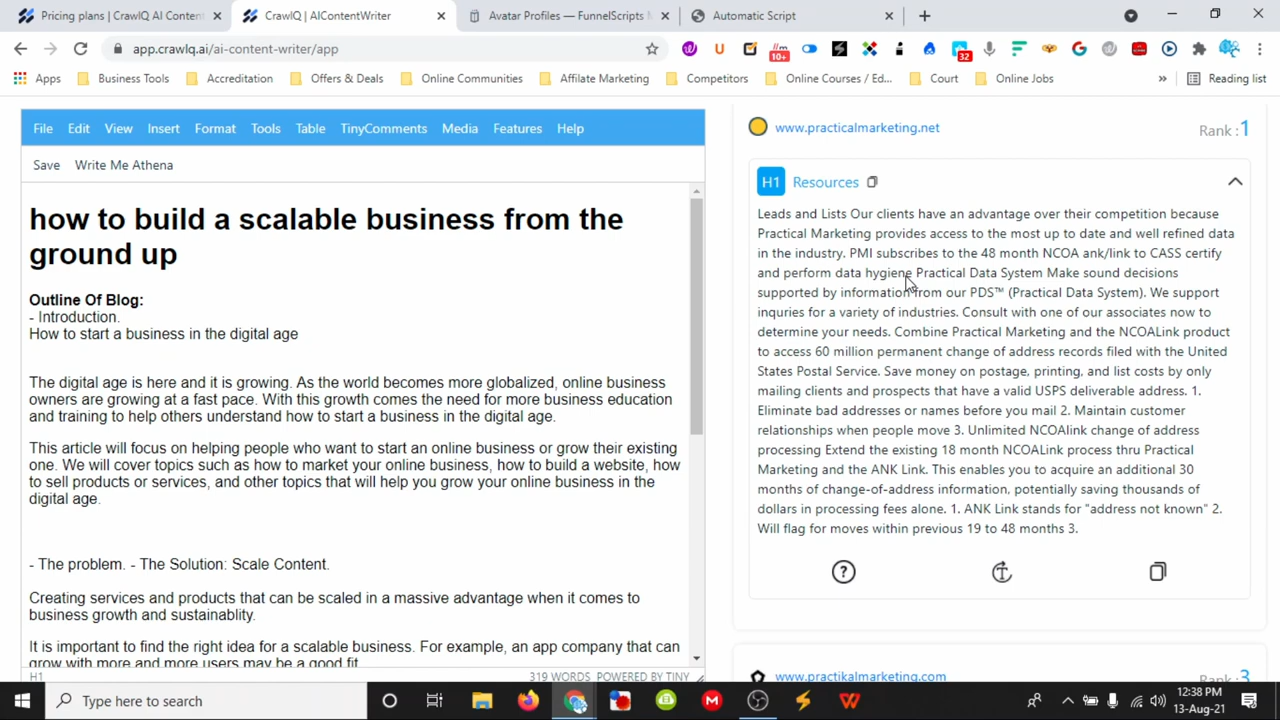 Pricing plans | CrawlQ AI Content
CrawlQ | AIContentWriter
Avatar Profiles — FunnelScripts
Automatic Script
app.crawlq.ai/ai-content-writer/app
10+
32
Apps
Business Tools
Accreditation
Offers & Deals
Online Communities
Affilate Marketing
Competitors
Online Courses / Ed...
Court
Online Jobs
»
Reading list
File Edit View Insert Format Tools Table TinyComments Media Features Help
Save Write Me Athena
how to build a scalable business from the
ground up
Outline Of Blog:
- Introduction.
How to start a business in the digital age
The digital age is here and it is growing. As the world becomes more globalized, online business
owners are growing at a fast pace. With this growth comes the need for more business education
and training to help others understand how to start a business in the digital age.
This article will focus on helping people who want to start an online business or grow their existing
one. We will cover topics such as how to market your online business, how to build a website, how
to sell products or services, and other topics that will help you grow your online business in the
digital age.
- The problem. - The Solution: Scale Content.
Creating services and products that can be scaled in a massive advantage when it comes to
business growth and sustainablity.
It is important to find the right idea for a scalable business. For example, an app company that can
grow with more and more users may be a good fit.
H1
319 WORDS POWERED BY TINY
www.practicalmarketing.net
Rank : 1
H1 Resources
Leads and Lists Our clients have an advantage over their competition because
Practical Marketing provides access to the most up to date and well refined data
in the industry. PMI subscribes to the 48 month NCOA ank/link to CASS certify
and perform data hygiene Practical Data System Make sound decisions
supported by information from our PDS™ (Practical Data System). We support
inquries for a variety of industries. Consult with one of our associates now to
determine your needs. Combine Practical Marketing and the NCOALink product
to access 60 million permanent change of address records filed with the United
States Postal Service. Save money on postage, printing, and list costs by only
mailing clients and prospects that have a valid USPS deliverable address. 1.
Eliminate bad addresses or names before you mail 2. Maintain customer
relationships when people move 3. Unlimited NCOAlink change of address
processing Extend the existing 18 month NCOALink process thru Practical
Marketing and the ANK Link. This enables you to acquire an additional 30
months of change-of-address information, potentially saving thousands of
dollars in processing fees alone. 1. ANK Link stands for “address not known” 2.
Will flag for moves within previous 19 to 48 months 3.
www.practikalmarketing.com
3
Type here to search
12:38 PM
13-Aug-21